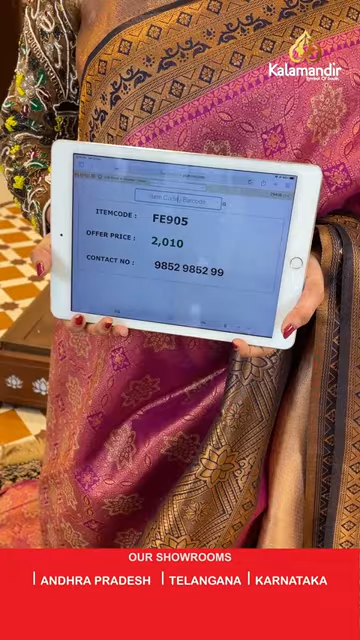 Kalamandir
ITEMCODE : FE905
OFFER PRICE : 2,010
CONTACT NO : 9852 9852 99
OUR SHOWROOMS
| ANDHRA PRADESH | TELANGANA | KARNATAKA